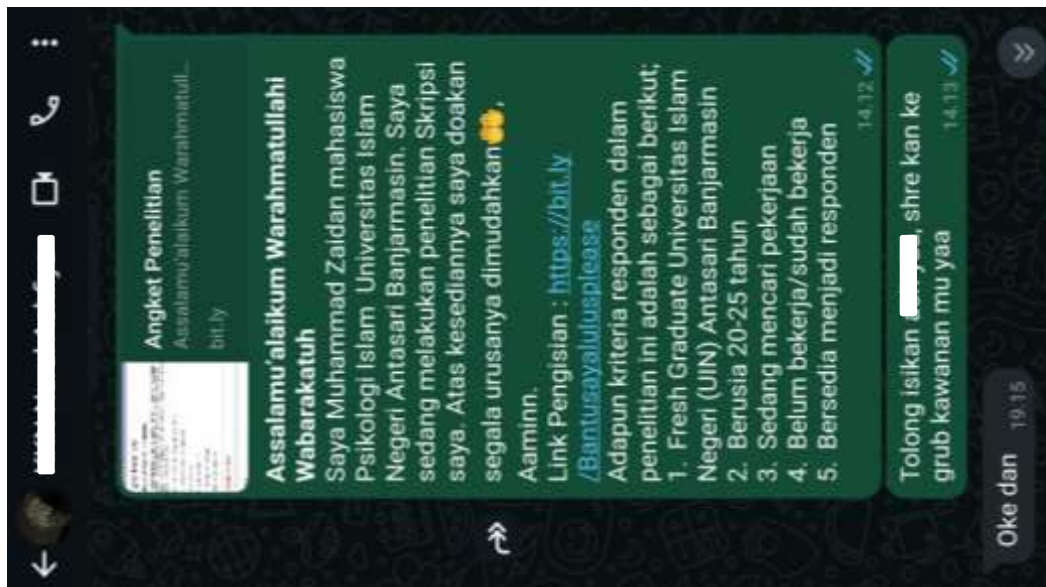 Angket Penelitian
Assalamu'alaikum Warahmatull...
bit.ly
Assalamu'alaikum Warahmatullahi
Wabarakatuh
Saya Muhammad Zaidan mahasiswa
Psikologi Islam Universitas Islam
Negeri Antasari Banjarmasin. Saya
sedang melakukan penelitian Skripsi
saya. Atas kesediannya saya doakan
segala urusanya dimudahkan🤲,
Aaminn.
Link Pengisian : https://bit.ly
/Bantusayalulusplease
Adapun kriteria responden dalam
penelitian ini adalah sebagai berikut;
1. Fresh Graduate Universitas Islam
Negeri (UIN) Antasari Banjarmasin
2. Berusia 20-25 tahun
3. Sedang mencari pekerjaan
4. Belum bekerja/sudah bekerja
5. Bersedia menjadi responden
14.12
Tolong isikan , shre kan ke
grub kawanan mu yaa
14.13
Oke dan 19.15